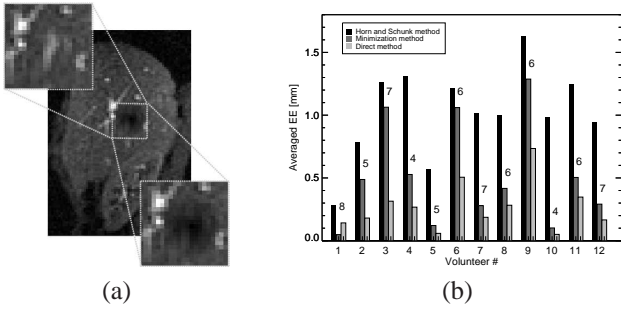 Horn and Schunk method
Minimization method
Direct method
Averaged EE [mm]
1.5
1.0
0.5
0.0
8
5
7
4
5
6
7
6
6
4
6
7
1 2 3 4 5 6 7 8 9 10 11 12
Volunteer #
(a) (b)